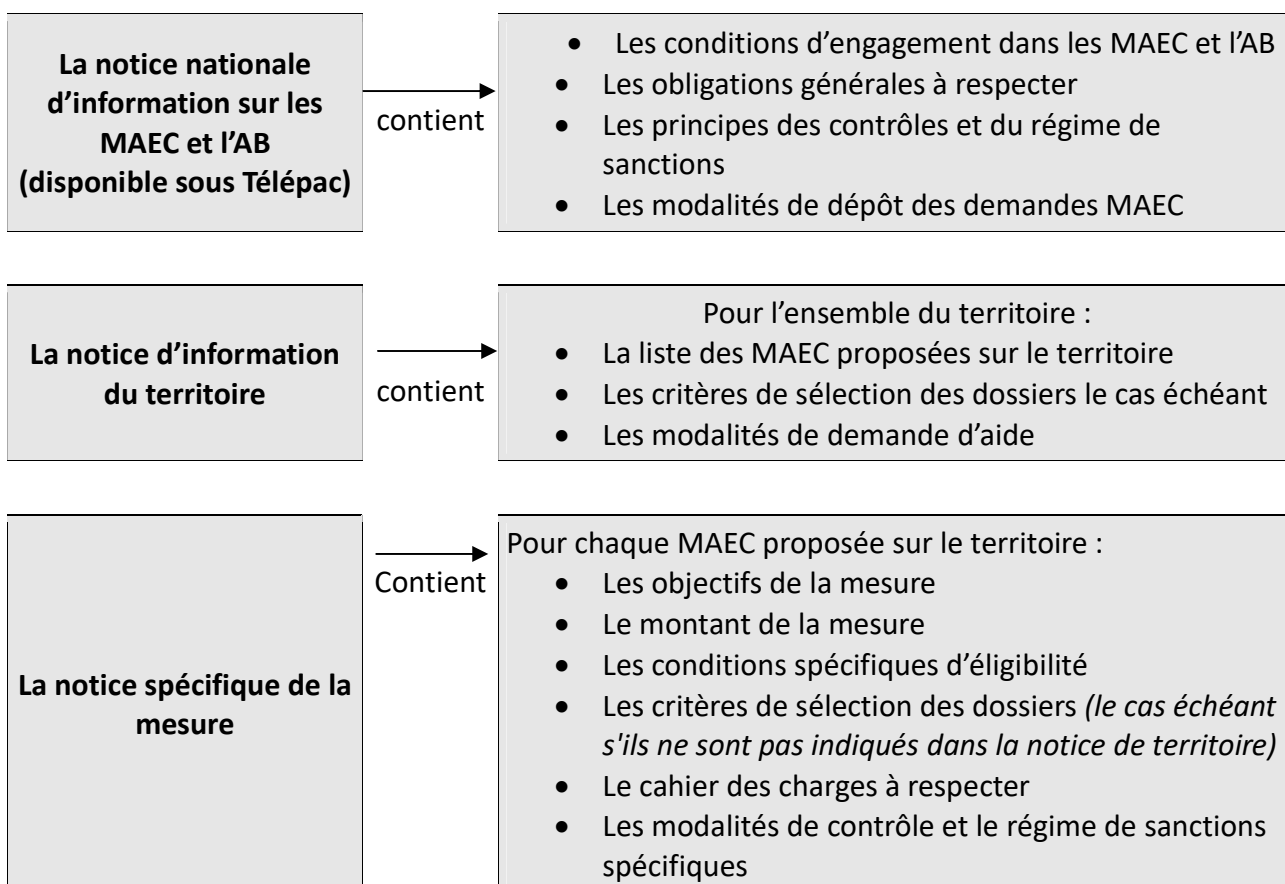 La notice nationale
d’information sur les
MAEC et l’AB
(disponible sous Télépac)
contient
• Les conditions d’engagement dans les MAEC et l’AB
• Les obligations générales à respecter
• Les principes des contrôles et du régime de
sanctions
• Les modalités de dépôt des demandes MAEC
La notice d’information
du territoire
contient
Pour l’ensemble du territoire :
• La liste des MAEC proposées sur le territoire
• Les critères de sélection des dossiers le cas échéant
• Les modalités de demande d’aide
La notice spécifique de la
mesure
Contient
Pour chaque MAEC proposée sur le territoire :
• Les objectifs de la mesure
• Le montant de la mesure
• Les conditions spécifiques d’éligibilité
• Les critères de sélection des dossiers (le cas échéant
s'ils ne sont pas indiqués dans la notice de territoire)
• Le cahier des charges à respecter
• Les modalités de contrôle et le régime de sanctions
spécifiques